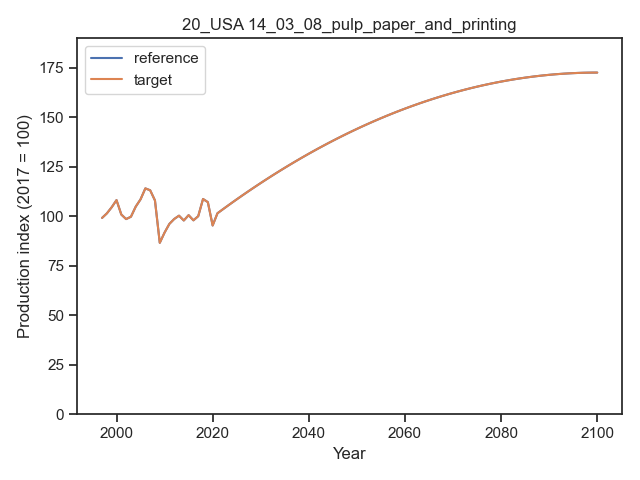 20_USA 14_03_08_pulp_paper_and_printing
reference
target
Production index (2017 = 100)
175
150
125
100
75
50
25
0
2000 2020 2040 2060 2080 2100
Year